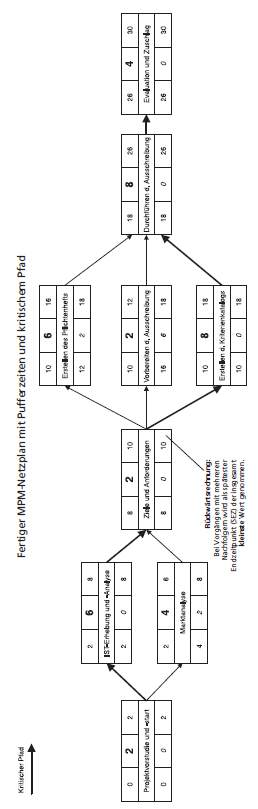 Fertiger MPM-Netzplan mit Pufferzeiten und kritischem Pfad
Kritischer Pfad
0 2 2
Projektvorstudie und -start
0 0 2
2 6 8
IST-Erhebung und -Analyse
2 0 8
2 4 6
Marktanalyse
4 2 8
8 2 10
Ziele und Anforderungen
8 0 10
Rückwärtsrechnung:
Bei Vorgängen mit mehreren
Nachfolgern wird als spätester
Endzeitpunkt (SEZ) der insgesamt
kleinste Wert genommen.
10 6 16
Erstellen des Pflichtenhefts
12 2 18
10 2 12
Vorbereiten d. Ausschreibung
16 6 18
10 8 18
Erstellen d. Kriterienkatalogs
10 0 18
18 8 26
Durchführen d. Ausschreibung
18 0 26
26 4 30
Evaluation und Zuschlag
26 0 30